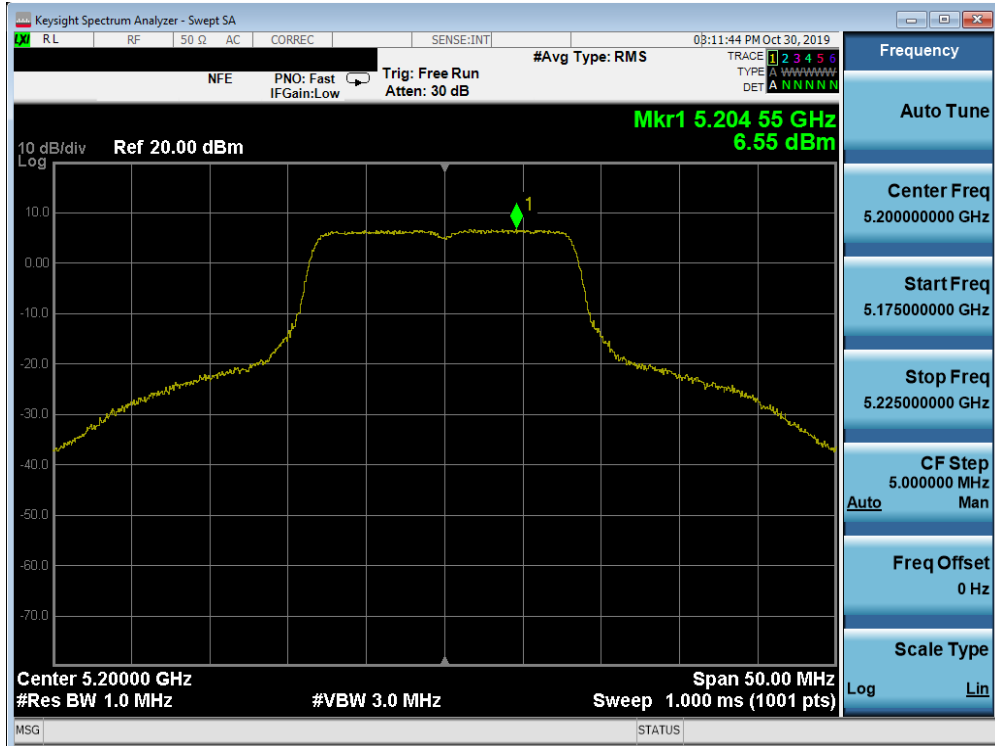 Keysight Spectrum Analyzer - Swept SA
LXI RL RF 50 Ω AC CORREC SENSE:INT 03:11:44 PM Oct 30, 2019
#Avg Type: RMS TRACE 1 2 3 4 5 6
NFE PNO: Fast Trig: Free Run TYPE A WWWWW
IFGain:Low Atten: 30 dB DET A N N N N N
Mkr1 5.204 55 GHz
6.55 dBm
10 dB/div Ref 20.00 dBm
Log
1
10.0
0.00
-10.0
-20.0
-30.0
-40.0
-50.0
-60.0
-70.0
Center 5.20000 GHz Span 50.00 MHz
#Res BW 1.0 MHz #VBW 3.0 MHz Sweep 1.000 ms (1001 pts)
MSG STATUS
Frequency
Auto Tune
Center Freq
5.200000000 GHz
Start Freq
5.175000000 GHz
Stop Freq
5.225000000 GHz
CF Step
5.000000 MHz
Auto Man
Freq Offset
0 Hz
Scale Type
Log Lin